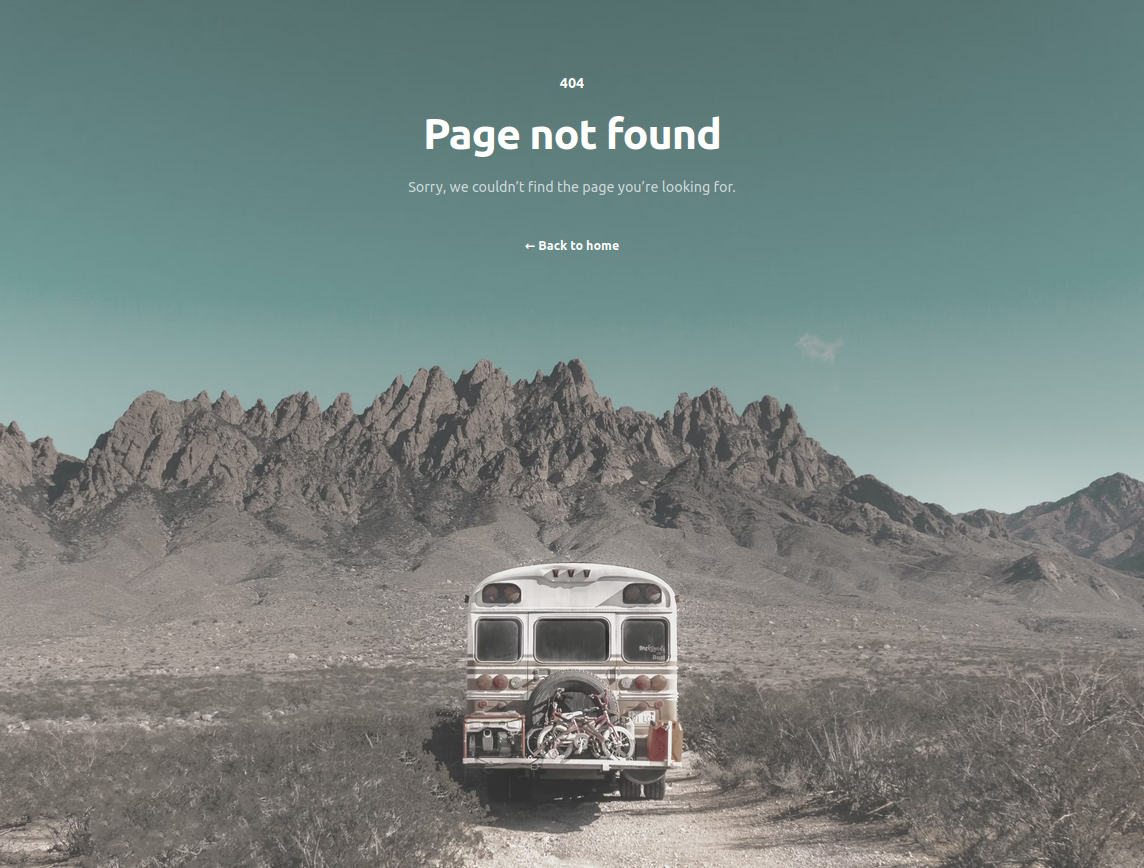 404
Page not found
Sorry, we couldn’t find the page you’re looking for.
← Back to home